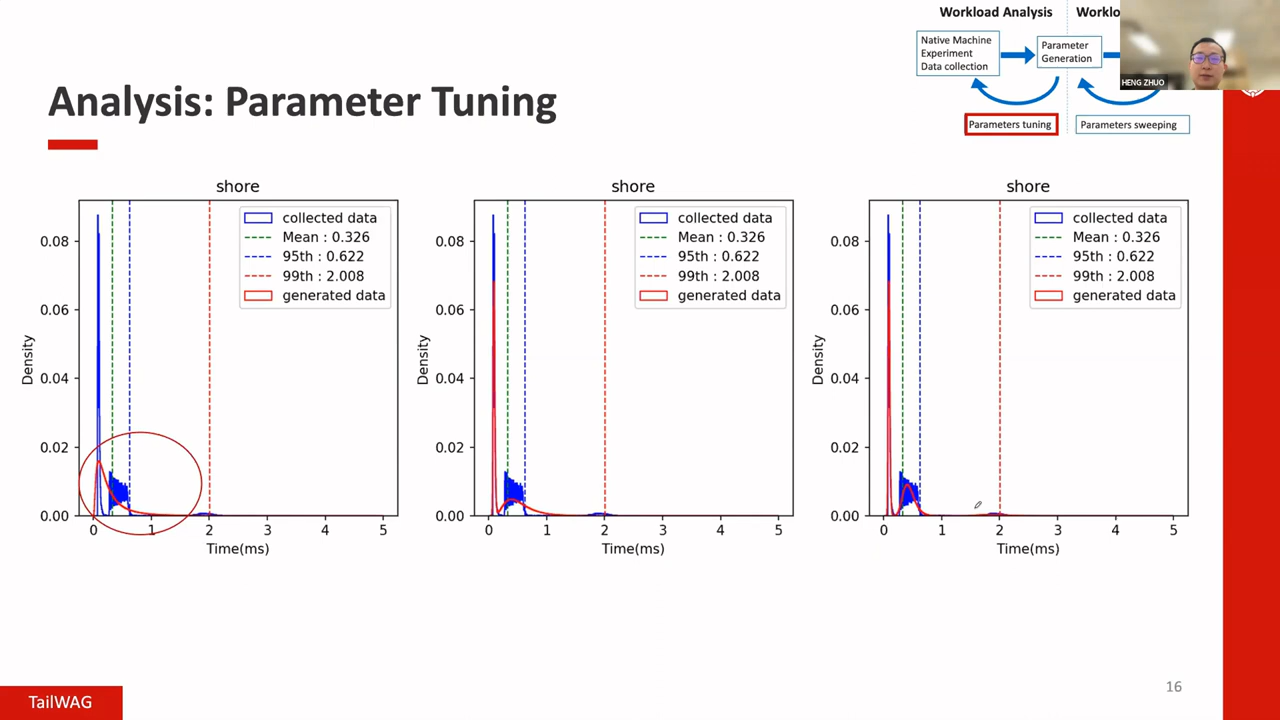 Workload Analysis
Worklo
Native Machine
Experiment
Data collection
Parameter
Generation
HENG ZHUO
Parameters tuning
Parameters sweeping
Analysis: Parameter Tuning
shore
collected data
Mean : 0.326
95th : 0.622
99th : 2.008
generated data
Density
0.08
0.06
0.04
0.02
0.00
0 1 2 3 4 5
Time(ms)
shore
collected data
Mean : 0.326
95th : 0.622
99th : 2.008
generated data
Density
0.08
0.06
0.04
0.02
0.00
0 1 2 3 4 5
Time(ms)
shore
collected data
Mean : 0.326
95th : 0.622
99th : 2.008
generated data
Density
0.08
0.06
0.04
0.02
0.00
0 1 2 3 4 5
Time(ms)
TailWAG
16